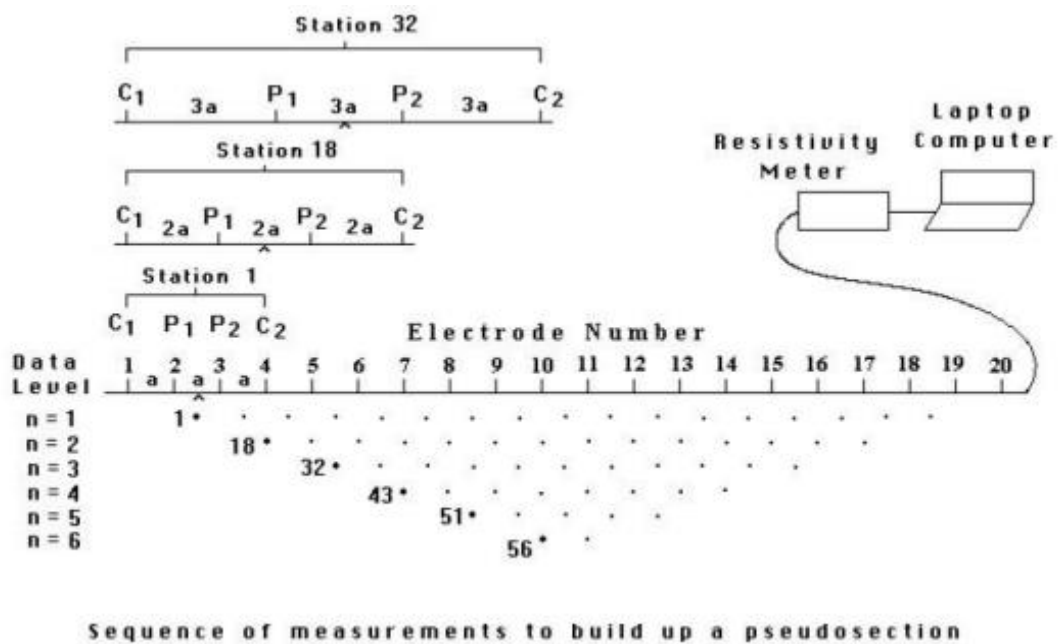 Station 32
C1 3a P1 3a P2 3a C2
Station 18
C1 2a P1 2a P2 2a C2
Station 1
C1 P1 P2 C2
Laptop
Computer
Resistivity
Meter
Electrode Number
Data
Level
1 2 3 4 5 6 7 8 9 10 11 12 13 14 15 16 17 18 19 20
a a a
n = 1 1
n = 2 18
n = 3 32
n = 4 43
n = 5 51
n = 6 56
Sequence of measurements to build up a pseudosection